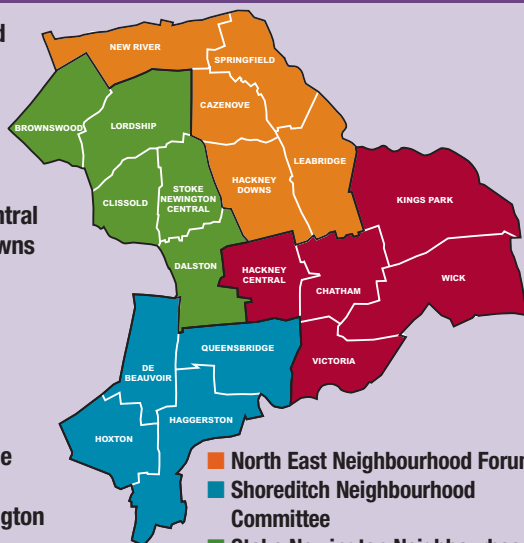 NEW RIVER
SPRINGFIELD
CAZENOVE
BROWNSWOOD
LORDSHIP
LEABRIDGE
HACKNEY
DOWNS
STOKE
NEWINGTON
CENTRAL
CLISSOLD
KINGS PARK
DALSTON
HACKNEY
CENTRAL
CHATHAM
WICK
QUEENSBRIDGE
VICTORIA
DE
BEAUVOIR
HAGGERSTON
HOXTON
North East Neighbourhood Forum
Shoreditch Neighbourhood
Committee